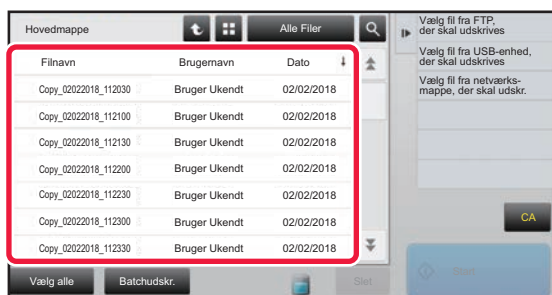 Hovedmappe
Alle Filer
Filnavn Brugernavn Dato
Copy_02022018_112030 Bruger Ukendt 02/02/2018
Copy_02022018_112100 Bruger Ukendt 02/02/2018
Copy_02022018_112130 Bruger Ukendt 02/02/2018
Copy_02022018_112200 Bruger Ukendt 02/02/2018
Copy_02022018_112230 Bruger Ukendt 02/02/2018
Copy_02022018_112300 Bruger Ukendt 02/02/2018
Copy_02022018_112330 Bruger Ukendt 02/02/2018
Vælg alle
Batchudskr.
Slet
Vælg fil fra FTP,
der skal udskrives
Vælg fil fra USB-enhed,
der skal udskrives
Vælg fil fra netværks-
mappe, der skal udskr.
CA
Start